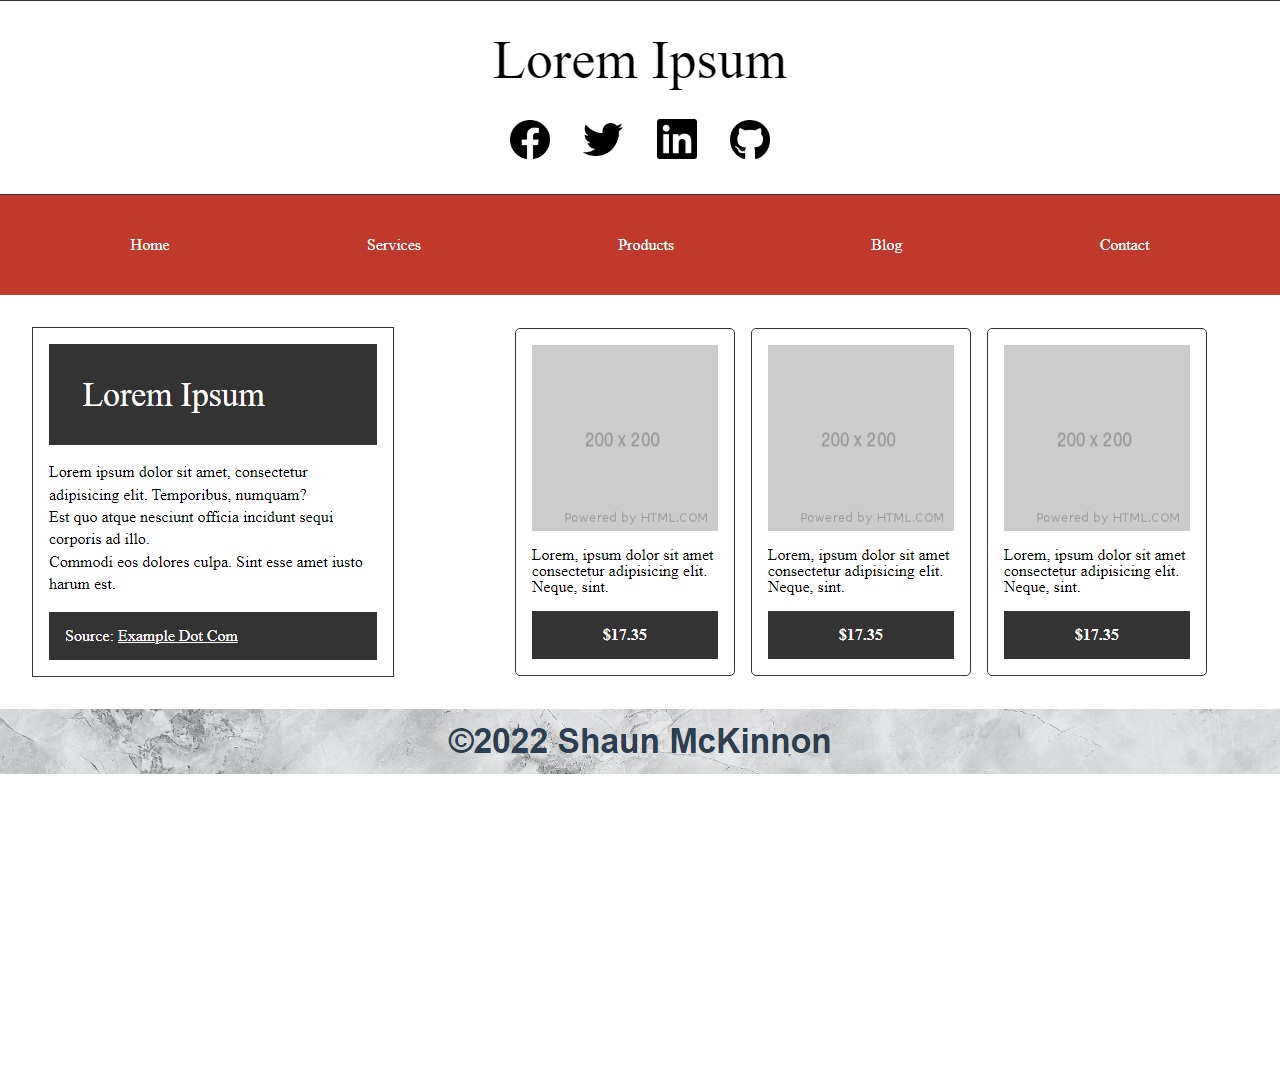 Lorem Ipsum
Home Services Products Blog Contact
Lorem Ipsum
Lorem ipsum dolor sit amet, consectetur
adipisicing elit. Temporibus, numquam?
Est quo atque nesciunt officia incidunt sequi
corporis ad illo.
Commodi eos dolores culpa. Sint esse amet iusto
harum est.
Source: Example Dot Com
200 x 200
Powered by HTML.COM
Lorem, ipsum dolor sit amet
consectetur adipisicing elit.
Neque, sint.
$17.35
200 x 200
Powered by HTML.COM
Lorem, ipsum dolor sit amet
consectetur adipisicing elit.
Neque, sint.
$17.35
200 x 200
Powered by HTML.COM
Lorem, ipsum dolor sit amet
consectetur adipisicing elit.
Neque, sint.
$17.35
©2022 Shaun McKinnon